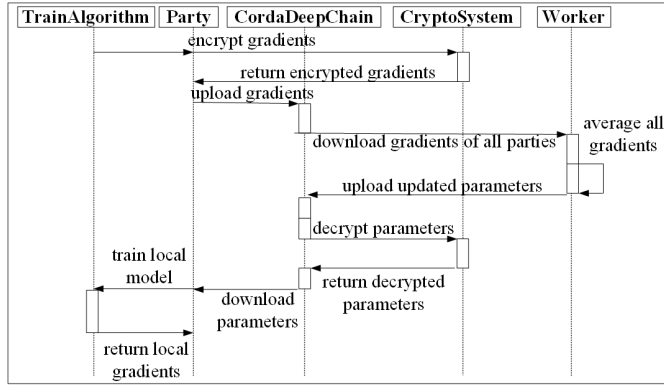 TrainAlgorithm Party CordaDeepChain CryptoSystem Worker
encrypt gradients
return encrypted gradients
upload gradients
download gradients of all parties
average all
gradients
upload updated parameters
decrypt parameters
train local
model
return decrypted
parameters
download
parameters
return local
gradients